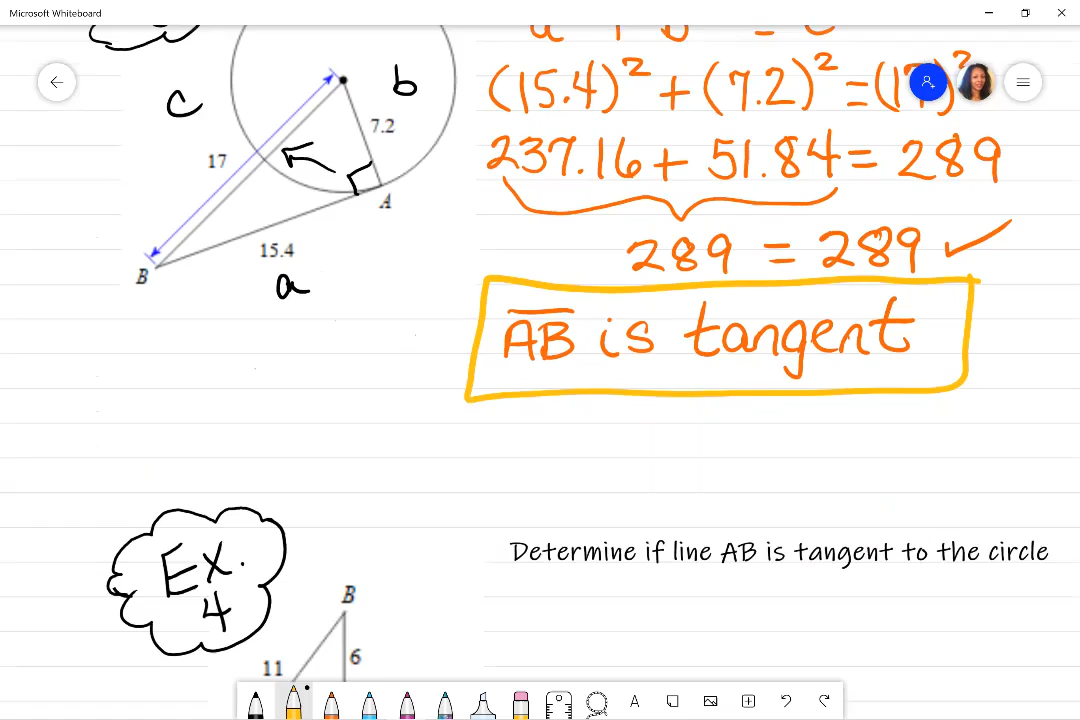 Microsoft Whiteboard
c
b
7.2
17
A
15.4
B
a
(15.4)² + (7.2)² = (17)²
237.16 + 51.84 = 289
289 = 289 ✓
AB is tangent
Ex.
4
Determine if line AB is tangent to the circle
B
11
6
A